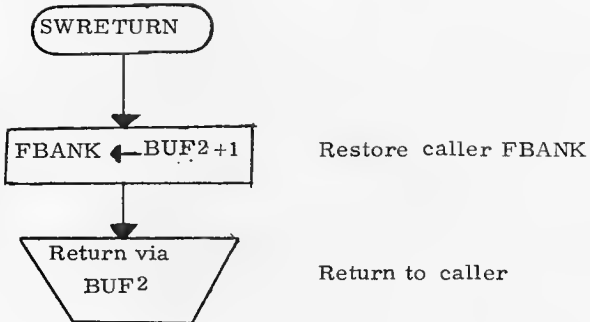 SWRETURN
FBANK ← BUF2+1 Restore caller FBANK
Return via
BUF2 Return to caller